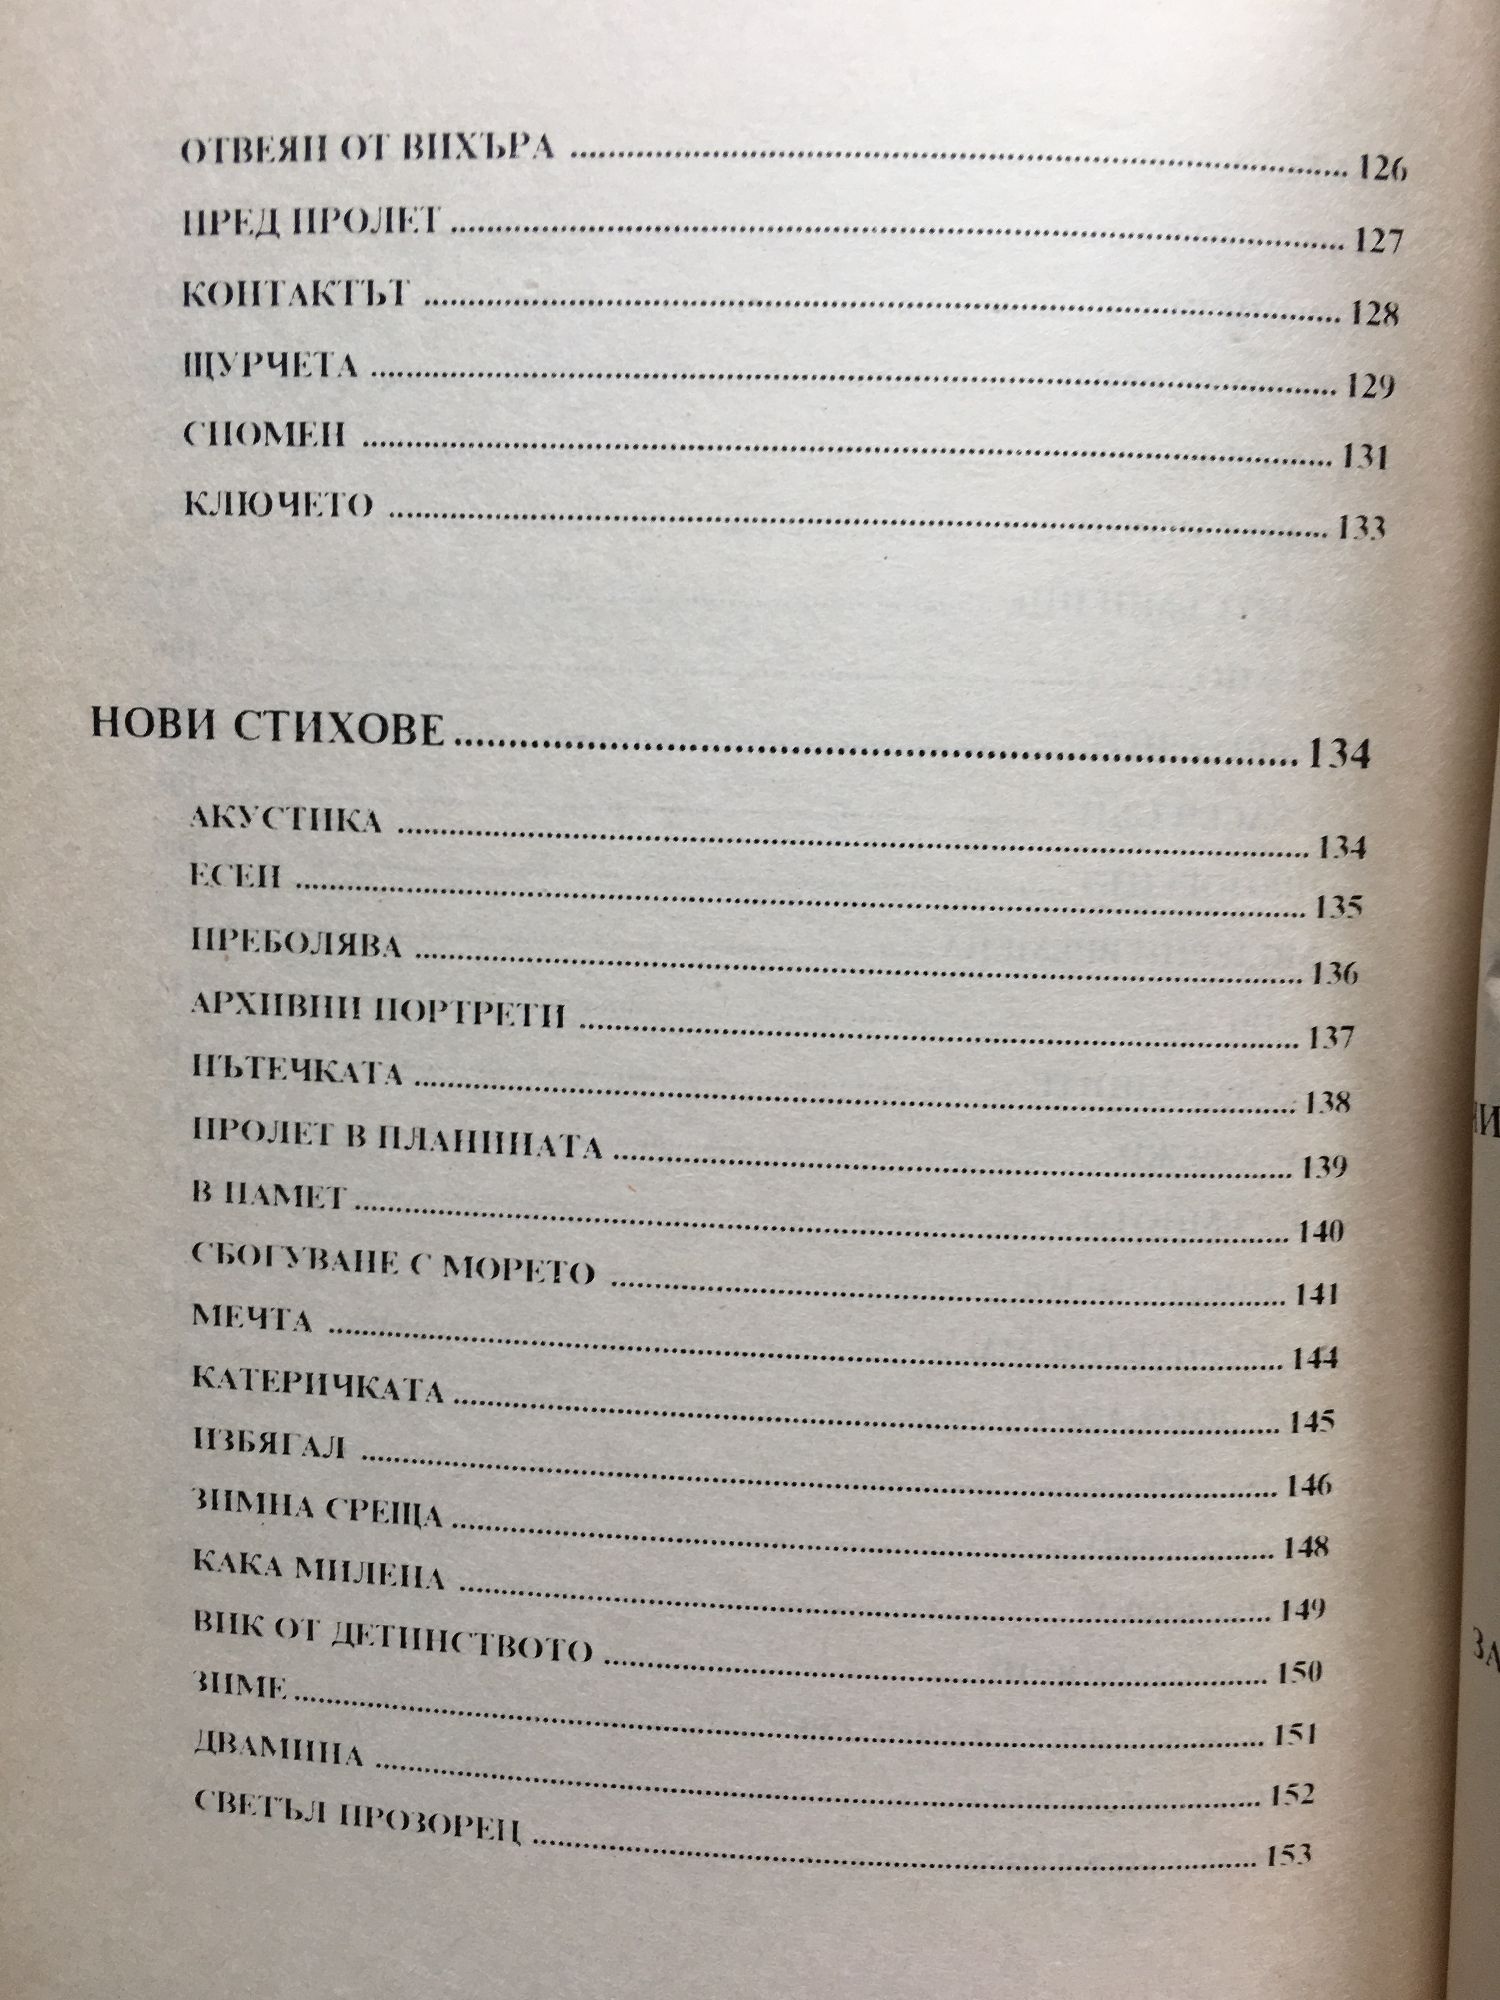 ОТВЕЯН ОТ ВИХЪРА ........ 126
ПРЕД ПРОЛЕТ ........ 127
КОНТАКТЪТ ........ 128
ЩУРЧЕТА ........ 129
СПОМЕН ........ 131
КЛЮЧЕТО ........ 133
НОВИ СТИХОВЕ ........ 134
АКУСТИКА ........ 134
ЕСЕН ........ 135
ПРЕБОЛЯВА ........ 136
АРХИВНИ ПОРТРЕТИ ........ 137
ПЪТЕЧКАТА ........ 138
ПРОЛЕТ В ПЛАНИНАТА ........ 139
В ПАМЕТ ........ 140
СБОГУВАНЕ С МОРЕТО ........ 141
МЕЧТА ........ 144
КАТЕРИЧКАТА ........ 145
ИЗБЯГАЛ ........ 146
ЗИМНА СРЕЩА ........ 148
КАКА МИЛЕНА ........ 149
ВИК ОТ ДЕТИНСТВОТО ........ 150
ЗИМЕ ........ 151
ДВАМИНА ........ 152
СВЕТЪЛ ПРОЗОРЕЦ ........ 153